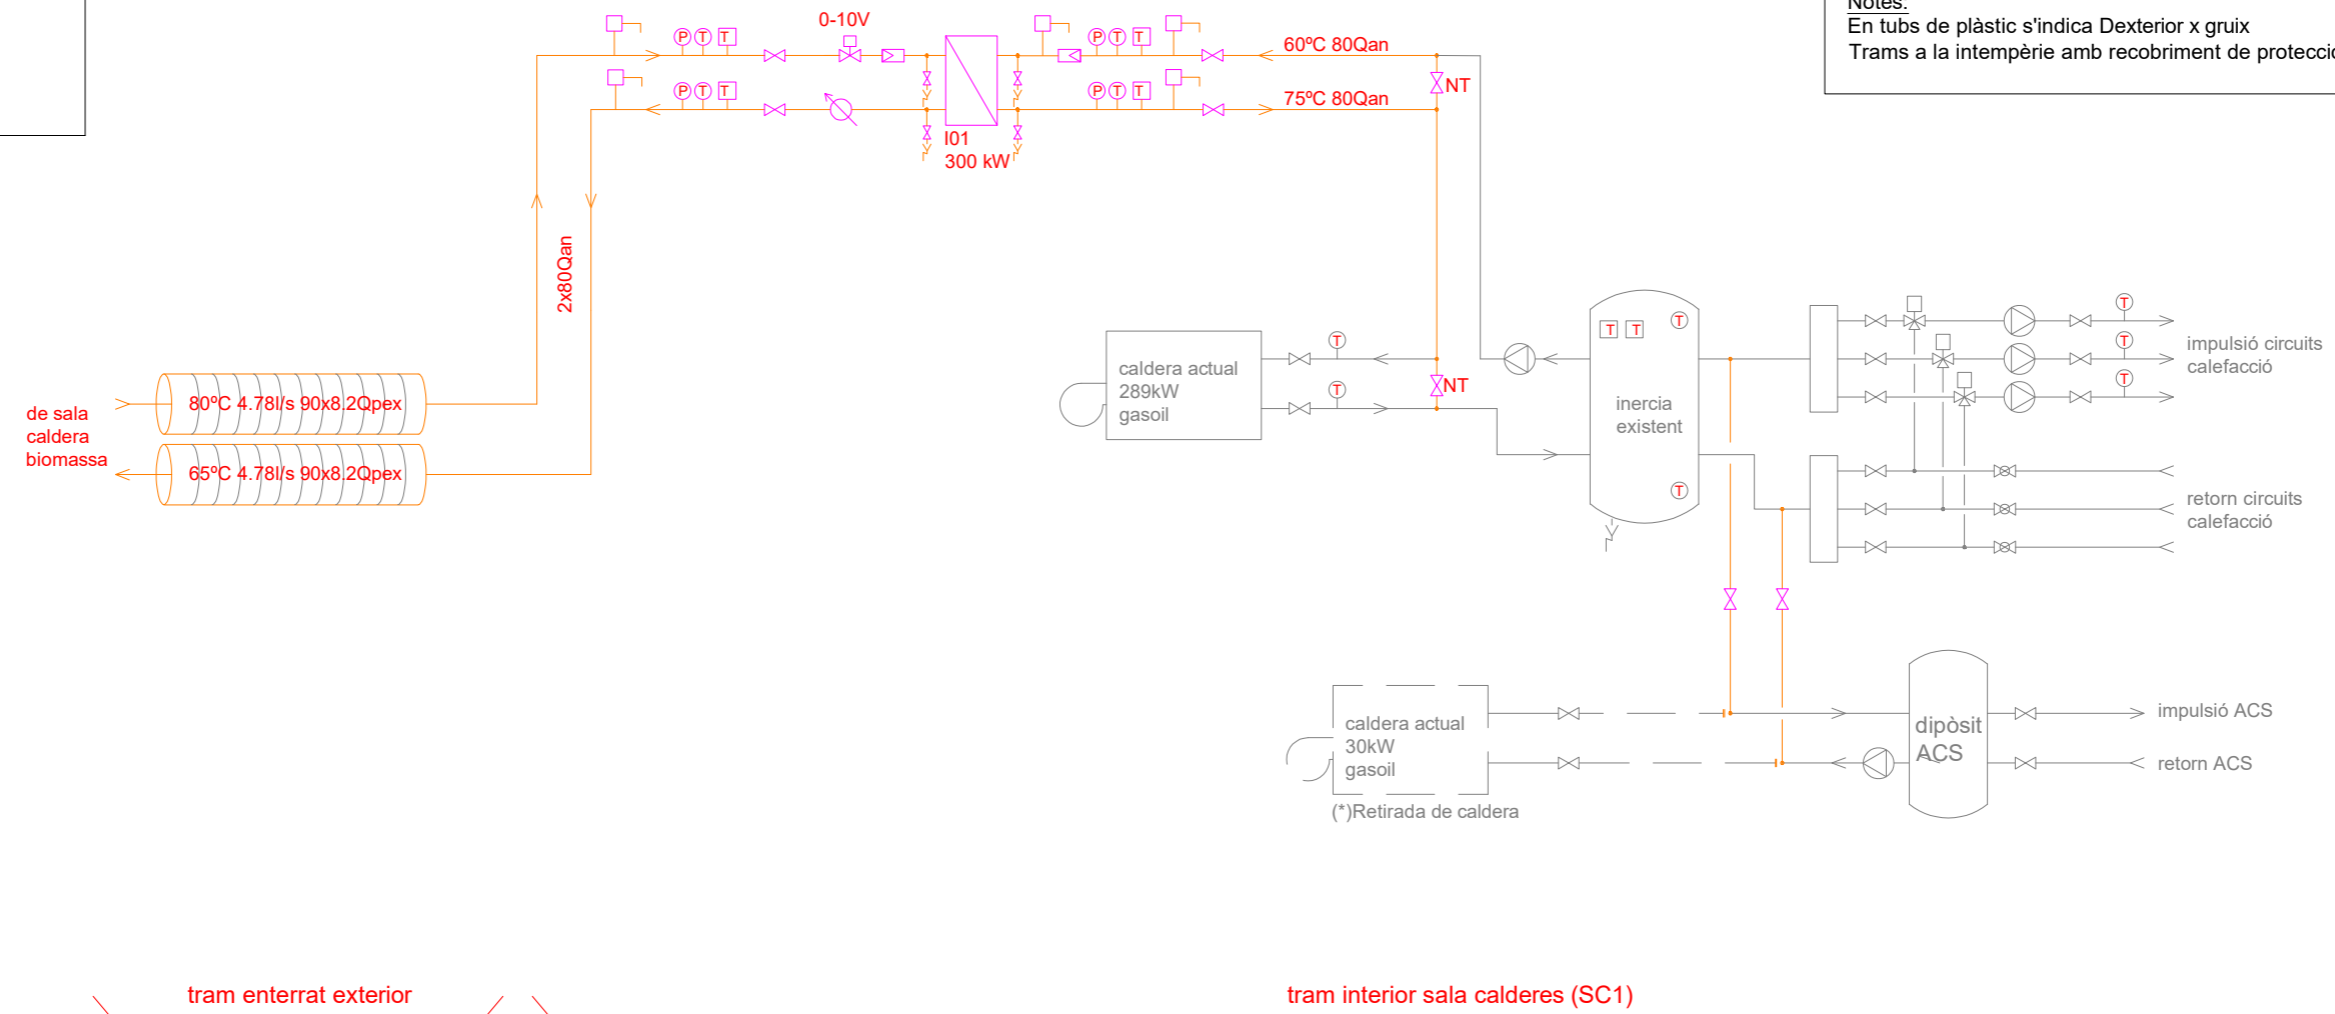 Notes:
En tubs de plàstic s'indica Dexterior x gruix
Trams a la intempèrie amb recobriment de protecció
0-10V
P T T
P T T
60ºC 80Qan
NT
P T T
P T T
75ºC 80Qan
I01
300 kW
2x80Qan
de sala
caldera
biomassa
80ºC 4.78l/s 90x8.2Qpex
65ºC 4.78l/s 90x8.2Qpex
caldera actual
289kW
gasoil
T
T
NT
T T T
inercia
existent
T
T
T
T
impulsió circuits
calefacció
retorn circuits
calefacció
caldera actual
30kW
gasoil
(*)Retirada de caldera
dipòsit
ACS
impulsió ACS
retorn ACS
tram enterrat exterior
tram interior sala calderes (SC1)